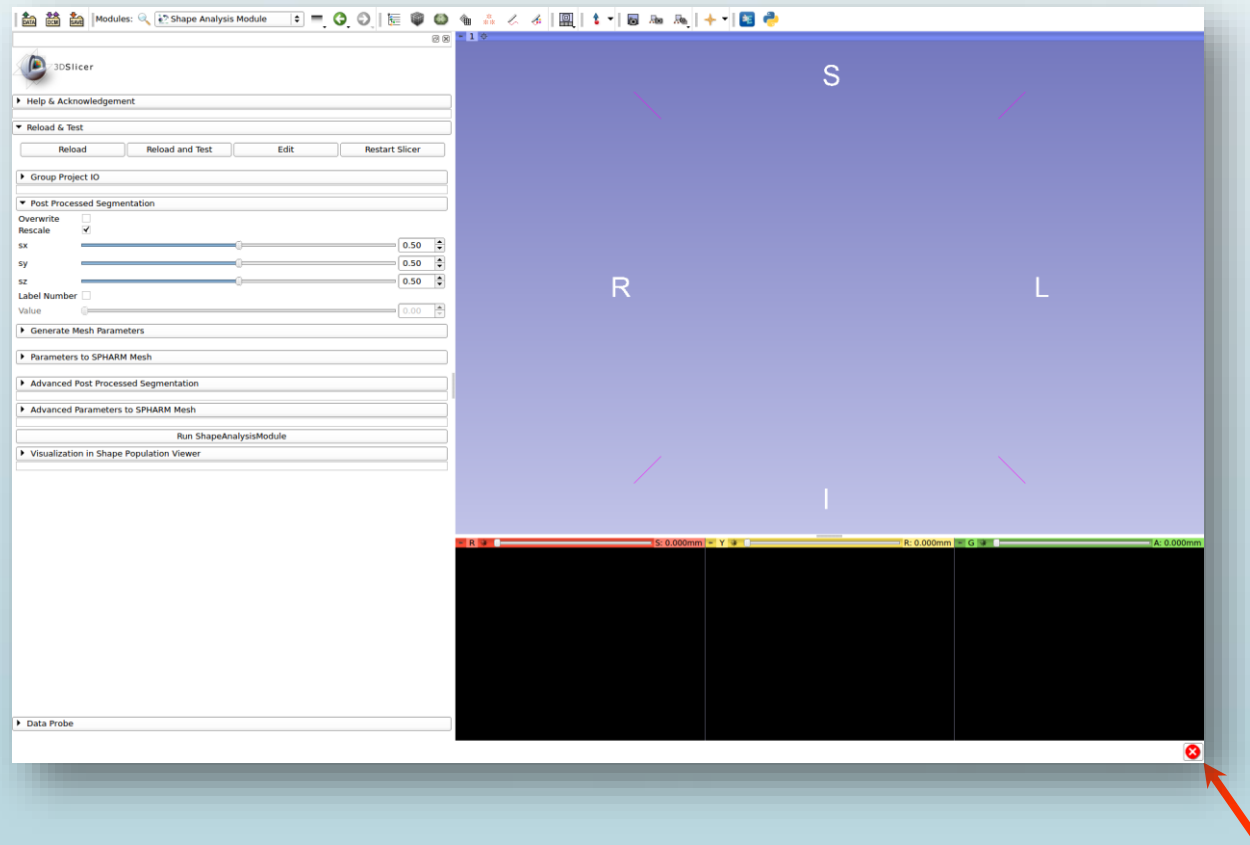 DATA DCM SAVE Modules: Shape Analysis Module
1
3DSlicer
Help & Acknowledgement
Reload & Test
Reload Reload and Test Edit Restart Slicer
Group Project IO
Post Processed Segmentation
Overwrite
Rescale
sx 0.50
sy 0.50
sz 0.50
Label Number
Value 0.00
Generate Mesh Parameters
Parameters to SPHARM Mesh
Advanced Post Processed Segmentation
Advanced Parameters to SPHARM Mesh
Run ShapeAnalysisModule
Visualization in Shape Population Viewer
Data Probe
S
R L
I
R S: 0.000mm Y R: 0.000mm G A: 0.000mm